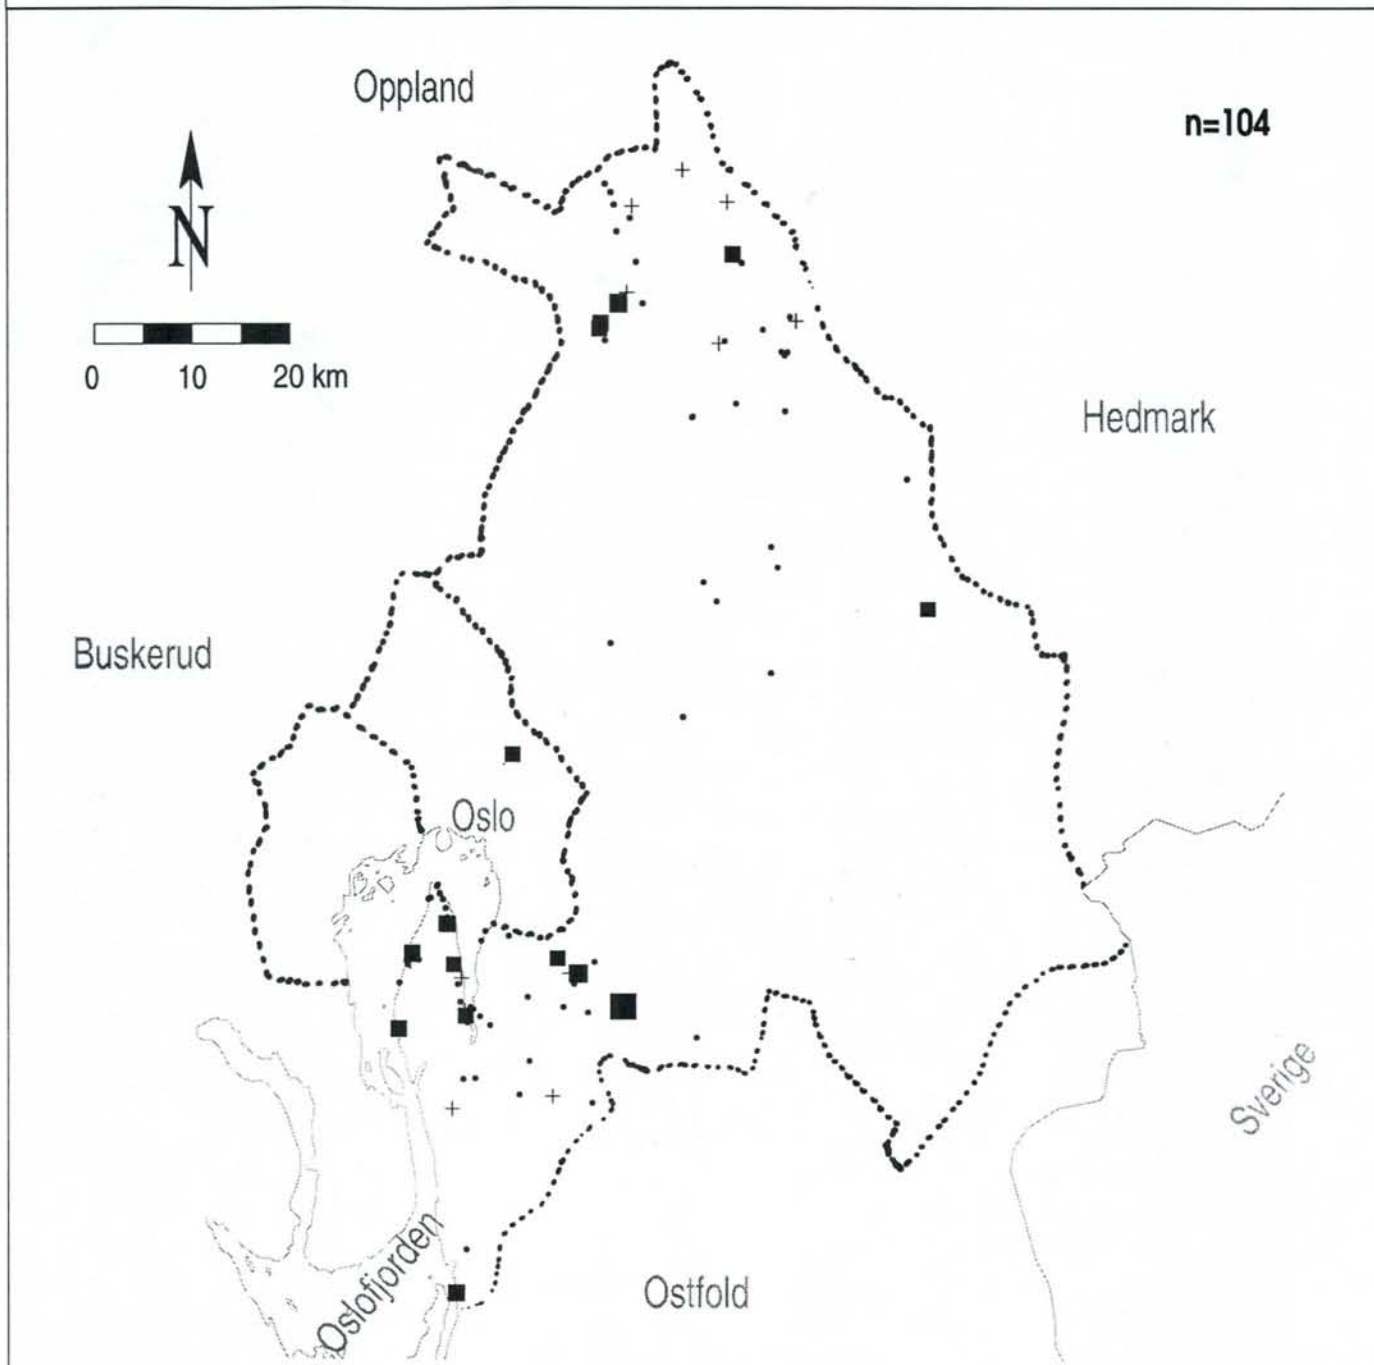 Oppland
n=104
N
0 10 20 km
Hedmark
Buskerud
Oslo
Sverige
Oslofjorden
Ostfold